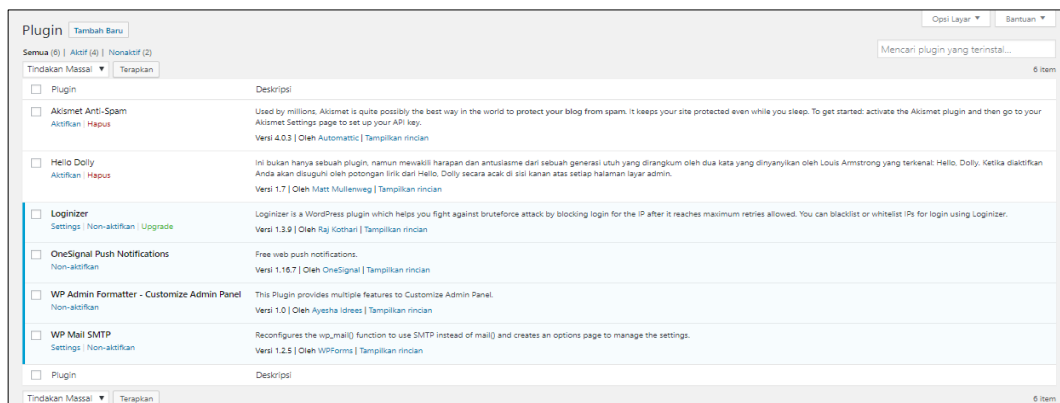 Opsi Layar ▼ Bantuan ▼
Plugin Tambah Baru
Semua (6) | Aktif (4) | Nonaktif (2)
Mencari plugin yang terinstal...
Tindakan Massal ▼ Terapkan 6 item
Plugin Deskripsi
Akismet Anti-Spam
Aktifkan | Hapus
Used by millions, Akismet is quite possibly the best way in the world to protect your blog from spam. It keeps your site protected even while you sleep. To get started: activate the Akismet plugin and then go to your
Akismet Settings page to set up your API key.
Versi 4.0.3 | Oleh Automattic | Tampilkan rincian
Hello Dolly
Aktifkan | Hapus
Ini bukan hanya sebuah plugin, namun mewakili harapan dan antusiasme dari sebuah generasi utuh yang dirangkum oleh dua kata yang dinyanyikan oleh Louis Armstrong yang terkenal: Hello, Dolly. Ketika diaktifkan
Anda akan disuguhi oleh potongan lirik dari Hello, Dolly secara acak di sisi kanan atas setiap halaman layar admin.
Versi 1.7 | Oleh Matt Mullenweg | Tampilkan rincian
Loginizer
Settings | Non-aktifkan | Upgrade
Loginizer is a WordPress plugin which helps you fight against bruteforce attack by blocking login for the IP after it reaches maximum retries allowed. You can blacklist or whitelist IPs for login using Loginizer.
Versi 1.3.9 | Oleh Raj Kothari | Tampilkan rincian
OneSignal Push Notifications
Non-aktifkan
Free web push notifications.
Versi 1.16.7 | Oleh OneSignal | Tampilkan rincian
WP Admin Formatter - Customize Admin Panel
Non-aktifkan
This Plugin provides multiple features to Customize Admin Panel.
Versi 1.0 | Oleh Ayesha Idrees | Tampilkan rincian
WP Mail SMTP
Settings | Non-aktifkan
Reconfigures the wp_mail() function to use SMTP instead of mail() and creates an options page to manage the settings.
Versi 1.2.5 | Oleh WPForms | Tampilkan rincian
Plugin Deskripsi
Tindakan Massal ▼ Terapkan 6 item